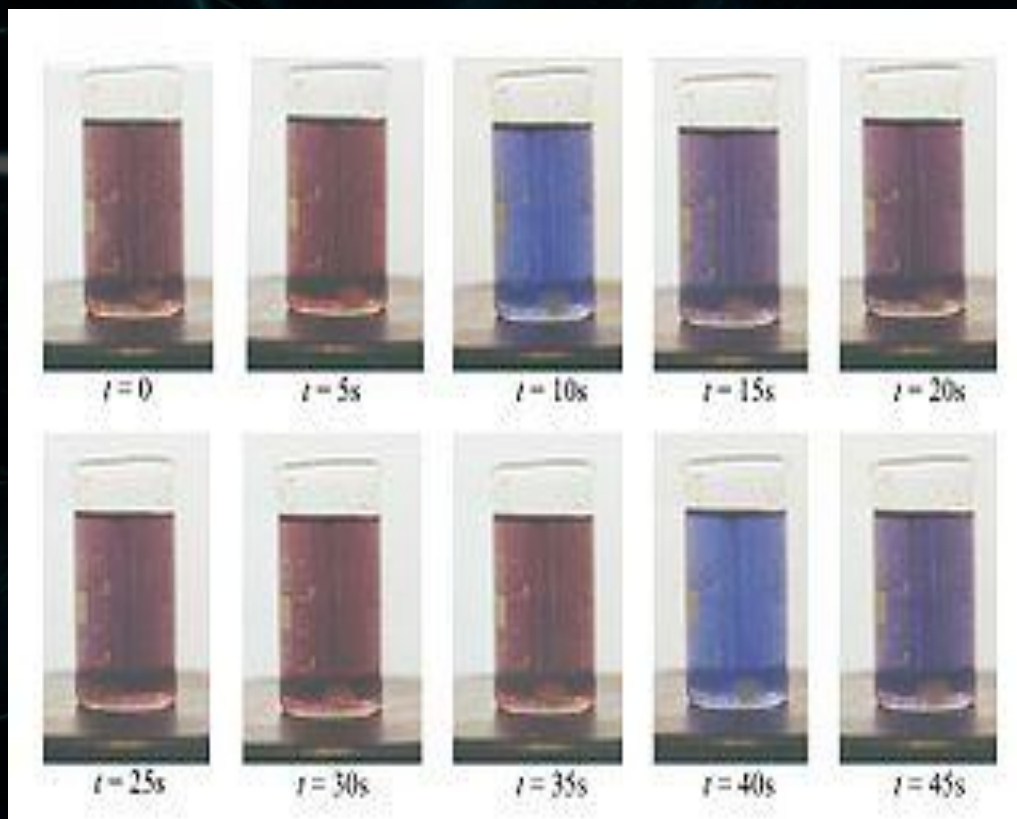 t = 0
t = 5s
t = 10s
t = 15s
t = 20s
t = 25s
t = 30s
t = 35s
t = 40s
t = 45s